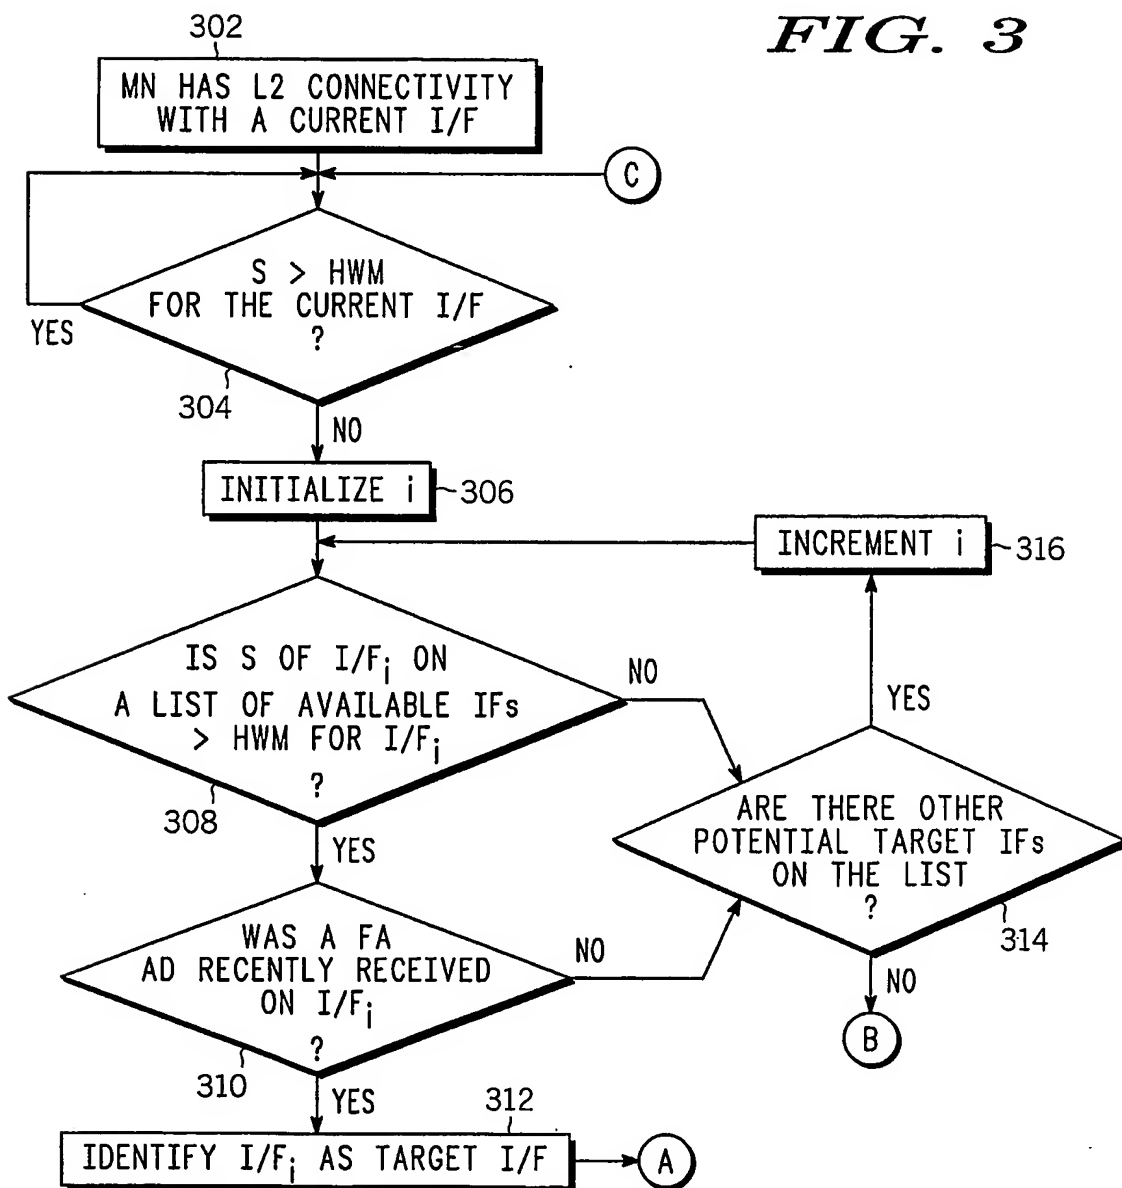 FIG. 3
302
MN HAS L2 CONNECTIVITY
WITH A CURRENT I/F
C
S > HWM
FOR THE CURRENT I/F
?
YES
304
NO
INITIALIZE i
306
INCREMENT i
316
IS S OF I/Fi ON
A LIST OF AVAILABLE IFs
> HWM FOR I/Fi
?
NO
308
YES
YES
ARE THERE OTHER
POTENTIAL TARGET IFs
ON THE LIST
?
314
NO
B
WAS A FA
AD RECENTLY RECEIVED
ON I/Fi
?
NO
310
YES
312
IDENTIFY I/Fi AS TARGET I/F
A